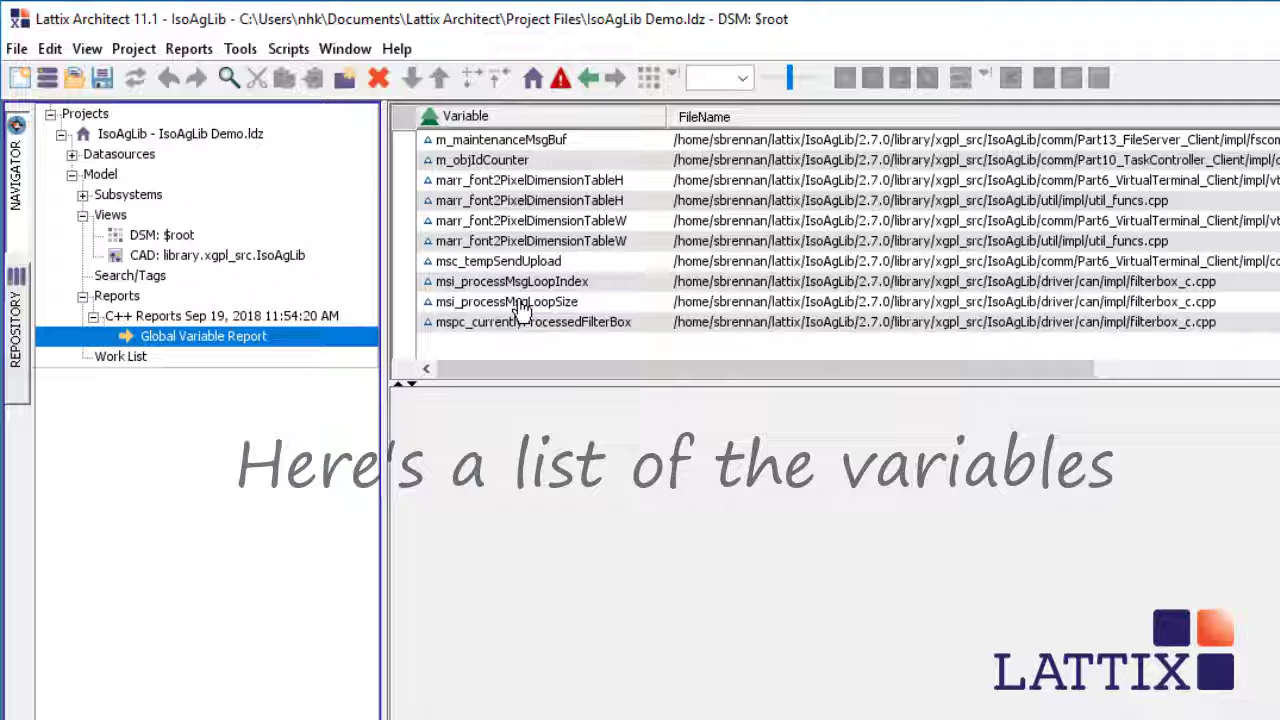 Lattix Architect 11.1 - IsoAgLib - C:\Users\nhk\Documents\Lattix Architect\Project Files\IsoAgLib Demo.ldz - DSM: $root
File Edit View Project Reports Tools Scripts Window Help
NAVIGATOR
REPOSITORY
Projects
IsoAgLib - IsoAgLib Demo.ldz
Datasources
Model
Subsystems
Views
DSM: $root
CAD: library.xgpl_src.IsoAgLib
Search/Tags
Reports
C++ Reports Sep 19, 2018 11:54:20 AM
Global Variable Report
Work List
Variable FileName
m_maintenanceMsgBuf /home/sbrennan/lattix/IsoAgLib/2.7.0/library/xgpl_src/IsoAgLib/comm/Part13_FileServer_Client/impl/fscom
m_objIdCounter /home/sbrennan/lattix/IsoAgLib/2.7.0/library/xgpl_src/IsoAgLib/comm/Part10_TaskController_Client/impl/
marr_font2PixelDimensionTableH /home/sbrennan/lattix/IsoAgLib/2.7.0/library/xgpl_src/IsoAgLib/comm/Part6_VirtualTerminal_Client/impl/vt
marr_font2PixelDimensionTableH /home/sbrennan/lattix/IsoAgLib/2.7.0/library/xgpl_src/IsoAgLib/util/impl/util_funcs.cpp
marr_font2PixelDimensionTableW /home/sbrennan/lattix/IsoAgLib/2.7.0/library/xgpl_src/IsoAgLib/comm/Part6_VirtualTerminal_Client/impl/vt
marr_font2PixelDimensionTableW /home/sbrennan/lattix/IsoAgLib/2.7.0/library/xgpl_src/IsoAgLib/util/impl/util_funcs.cpp
msc_tempSendUpload /home/sbrennan/lattix/IsoAgLib/2.7.0/library/xgpl_src/IsoAgLib/comm/Part6_VirtualTerminal_Client/impl/
msi_processMsgLoopIndex /home/sbrennan/lattix/IsoAgLib/2.7.0/library/xgpl_src/IsoAgLib/driver/can/impl/filterbox_c.cpp
msi_processMsgLoopSize /home/sbrennan/lattix/IsoAgLib/2.7.0/library/xgpl_src/IsoAgLib/driver/can/impl/filterbox_c.cpp
mspc_currentlyProcessedFilterBox /home/sbrennan/lattix/IsoAgLib/2.7.0/library/xgpl_src/IsoAgLib/driver/can/impl/filterbox_c.cpp
Here's a list of the variables
LATTIX